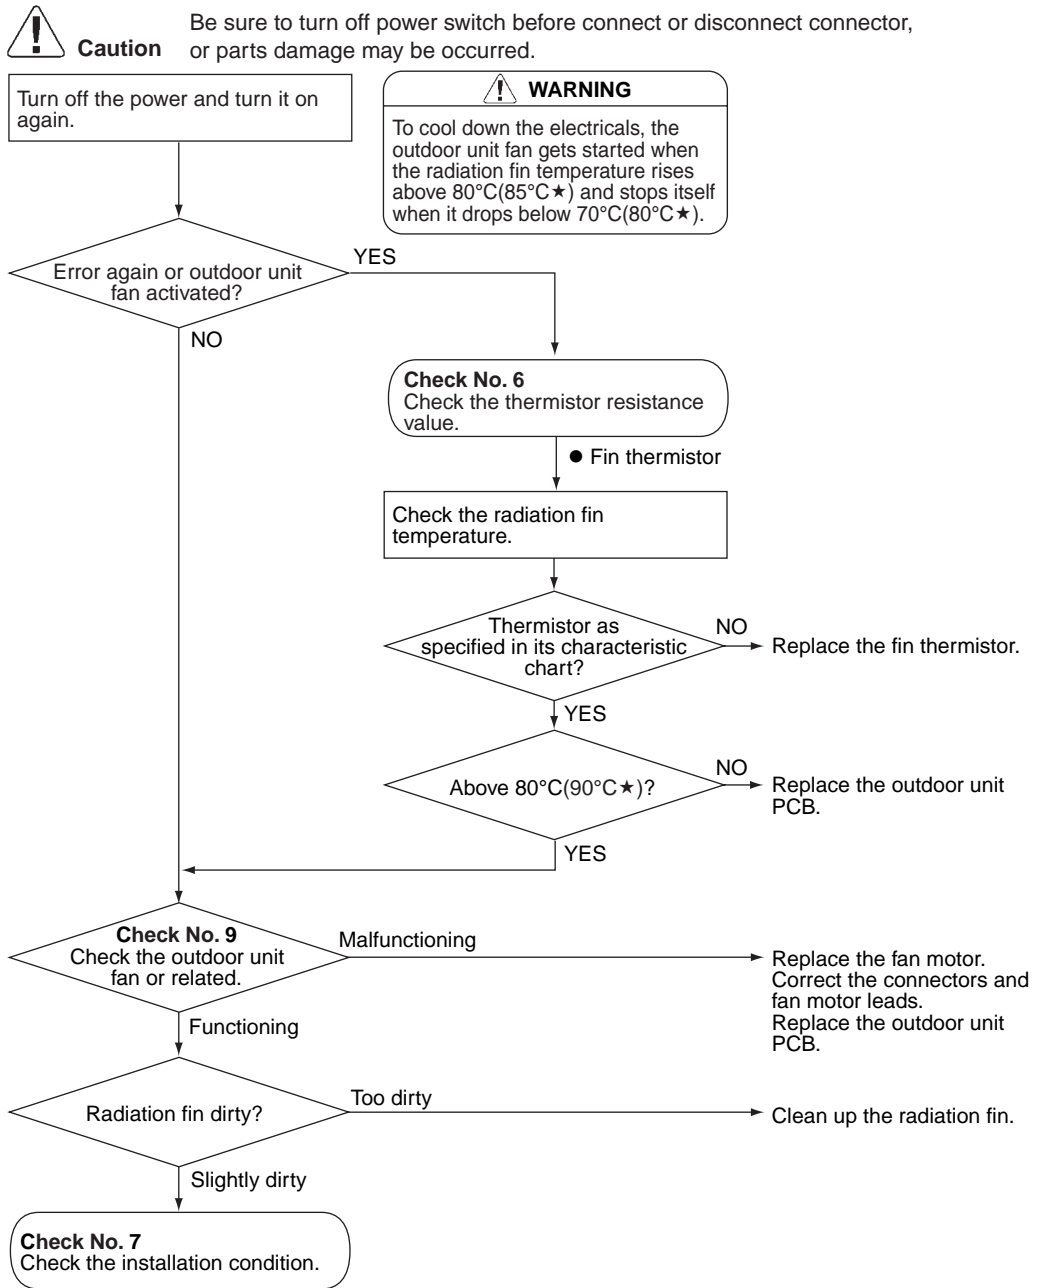 Be sure to turn off power switch before connect or disconnect connector,
Caution or parts damage may be occurred.
Turn off the power and turn it on
again.
WARNING
To cool down the electricals, the
outdoor unit fan gets started when
the radiation fin temperature rises
above 80°C(85°C★) and stops itself
when it drops below 70°C(80°C★).
Error again or outdoor unit
fan activated?
YES
NO
Check No. 6
Check the thermistor resistance
value.
● Fin thermistor
Check the radiation fin
temperature.
Thermistor as
specified in its characteristic
chart?
NO
Replace the fin thermistor.
YES
Above 80°C(90°C★)?
NO
Replace the outdoor unit
PCB.
YES
Check No. 9
Check the outdoor unit
fan or related.
Malfunctioning
Replace the fan motor.
Correct the connectors and
fan motor leads.
Replace the outdoor unit
PCB.
Functioning
Radiation fin dirty?
Too dirty
Clean up the radiation fin.
Slightly dirty
Check No. 7
Check the installation condition.